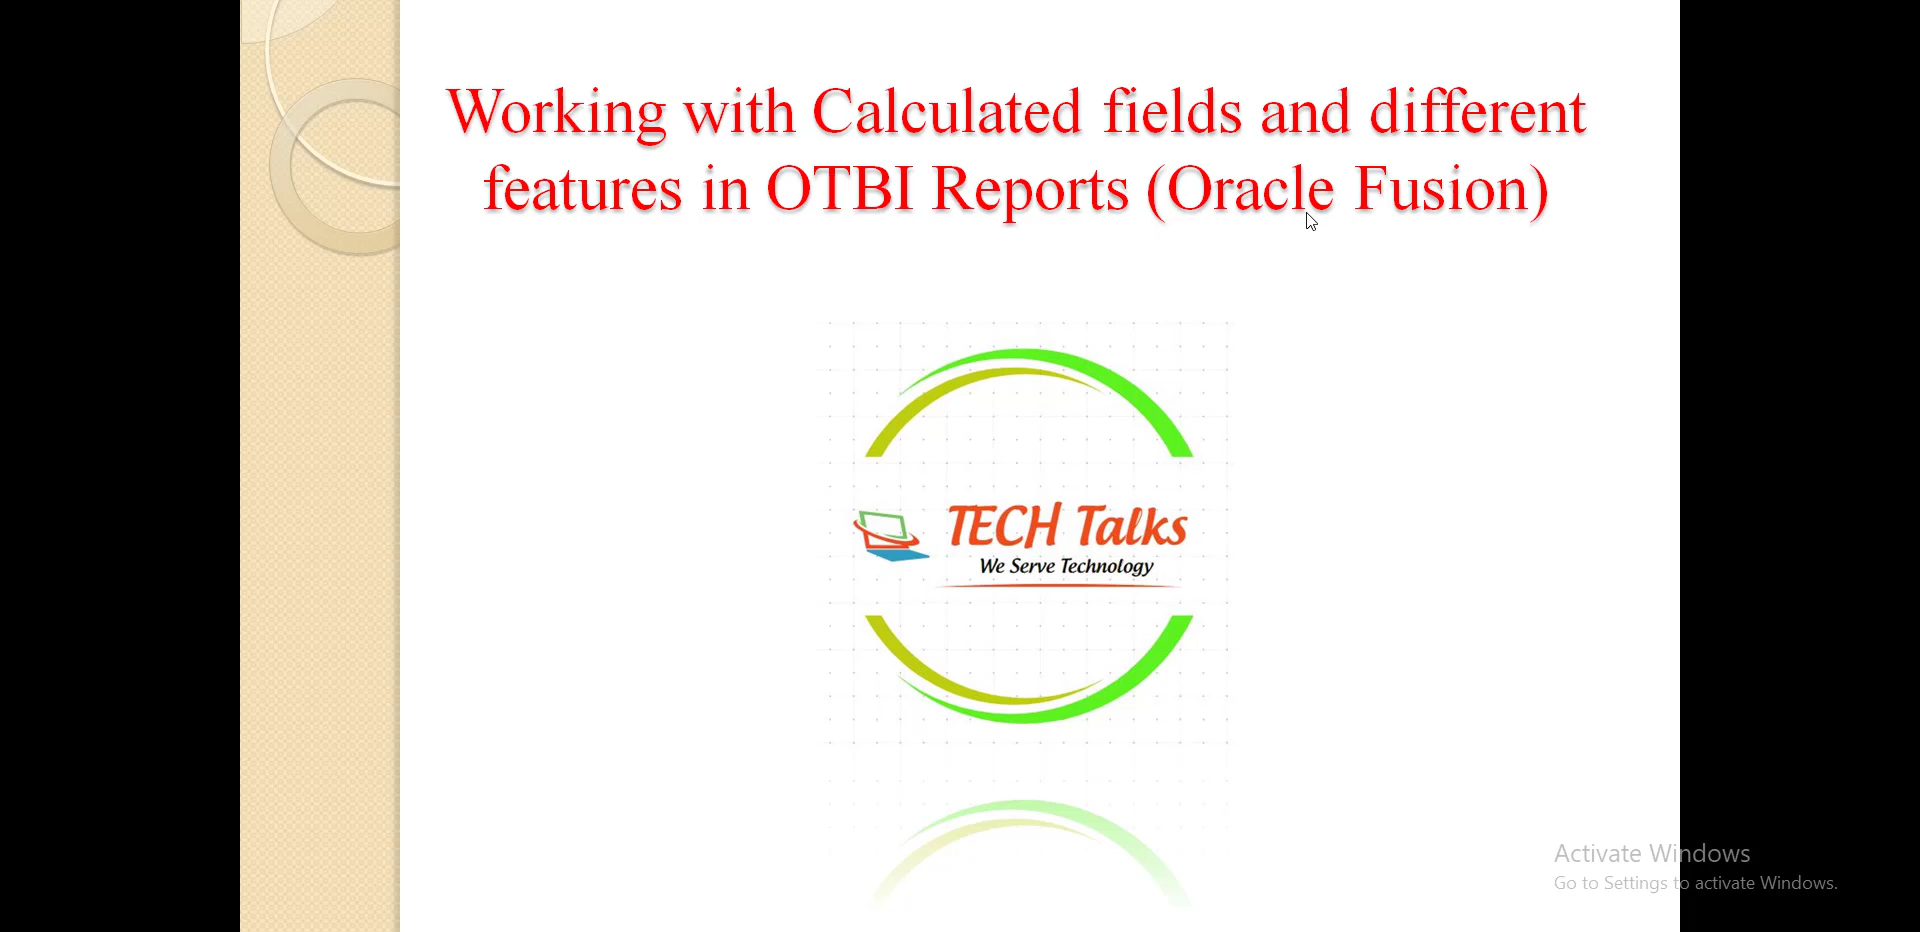 Working with Calculated fields and different
features in OTBI Reports (Oracle Fusion)
TECH Talks
We Serve Technology
Activate Windows
Go to Settings to activate Windows.